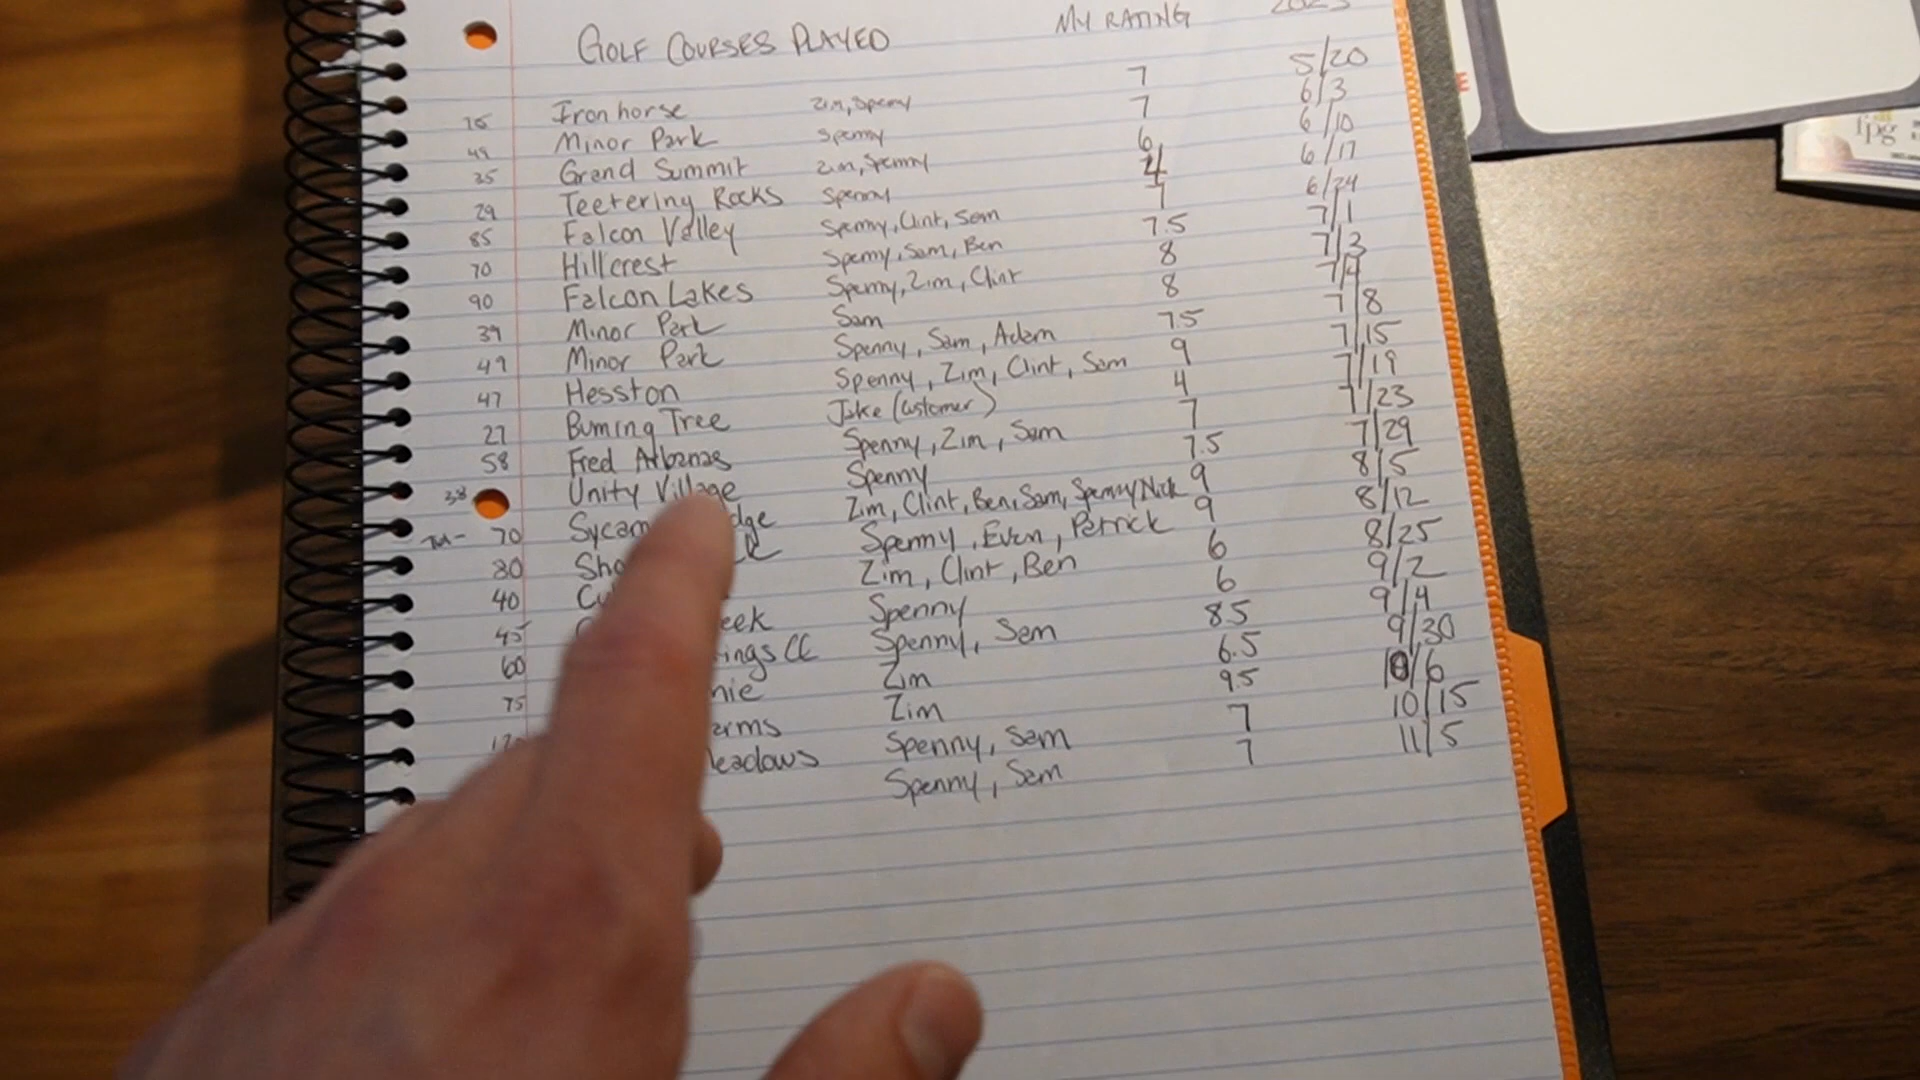 GOLF COURSES PLAYED MY RATING 2023
Ironhorse Zim, Spenny 7 5/20
49 Minor Park Spenny 7 6/3
35 Grand Summit Zim, Spenny 6 6/10
29 Teetering Rocks Spenny 4 6/17
85 Falcon Valley Spenny, Clint, Sam 7 6/24
70 Hillcrest Spenny, Sam, Ben 7.5 7/1
90 Falcon Lakes Spenny, Zim, Clint 8 7/3
39 Minor Park Sam 8 7/4
49 Minor Park Spenny, Sam, Adam 7.5 7/8
47 Hesston Spenny, Zim, Clint, Sam 9 7/15
27 Burning Tree Jake (customer) 4 7/19
58 Fred Arbanas Spenny, Zim, Sam 7 7/23
38 Unity Village Spenny 7.5 7/29
70 Zim, Clint, Ben, Sam, Spenny Nick 9 8/5
80 Spenny, Evan, Patrick 9 8/12
40 Zim, Clint, Ben 6 8/25
45 Spenny 6 9/2
60 CC Spenny, Sam 8.5 9/4
75 Zim 6.5 9/30
Zim 9.5 10/6
Meadows Spenny, Sam 7 10/15
Spenny, Sam 7 11/5
fpg